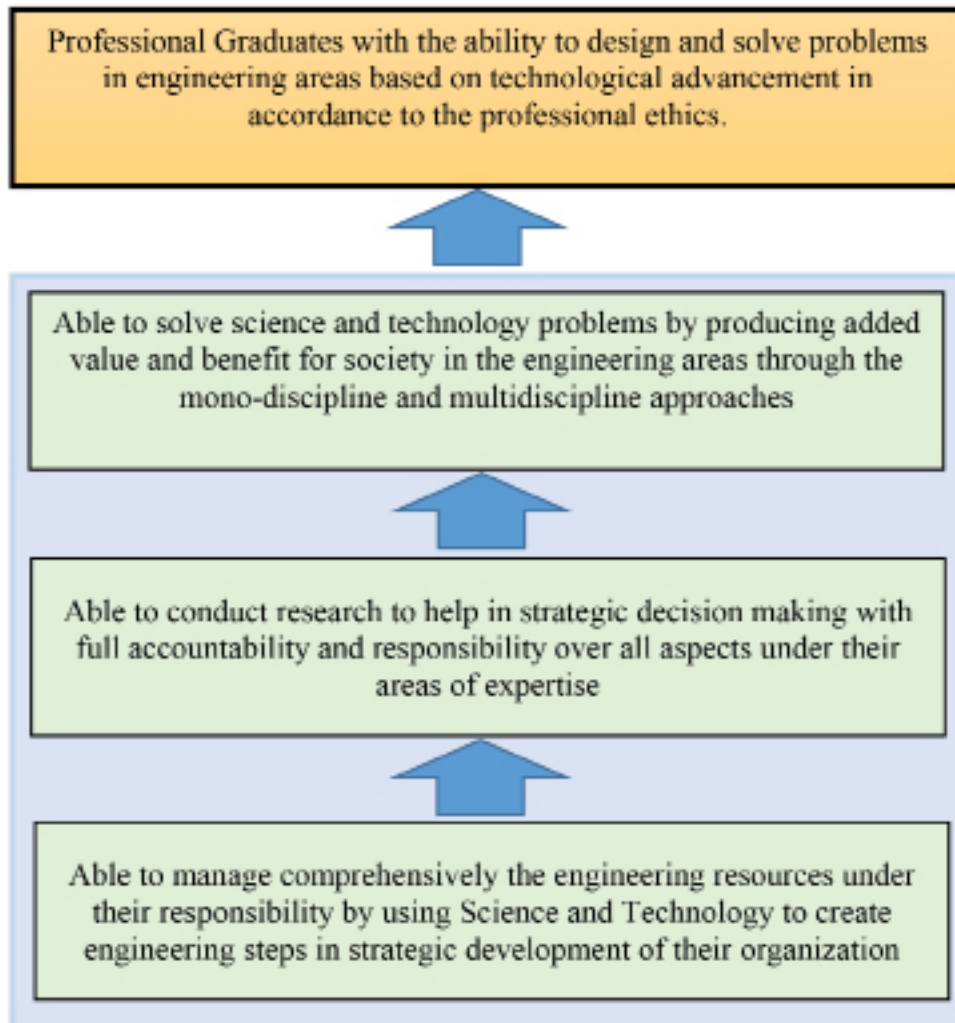 Professional Graduates with the ability to design and solve problems
in engineering areas based on technological advancement in
accordance to the professional ethics.
Able to solve science and technology problems by producing added
value and benefit for society in the engineering areas through the
mono-discipline and multidiscipline approaches
Able to conduct research to help in strategic decision making with
full accountability and responsibility over all aspects under their
areas of expertise
Able to manage comprehensively the engineering resources under
their responsibility by using Science and Technology to create
engineering steps in strategic development of their organization